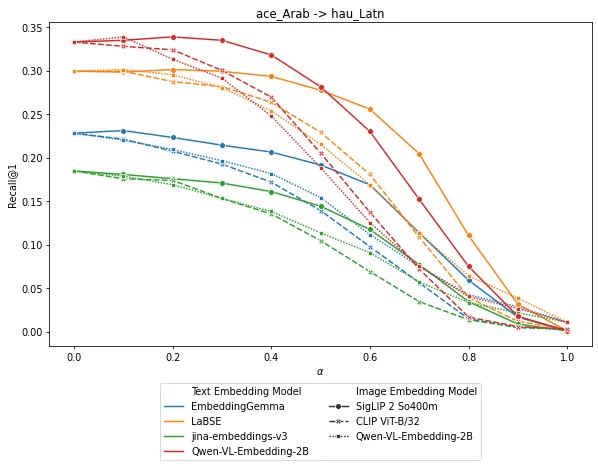 ace_Arab -> hau_Latn
Recall@1
0.35
0.30
0.25
0.20
0.15
0.10
0.05
0.00
0.0 0.2 0.4 0.6 0.8 1.0
α
Text Embedding Model
EmbeddingGemma
LaBSE
jina-embeddings-v3
Qwen-VL-Embedding-2B
Image Embedding Model
SigLIP 2 So400m
CLIP ViT-B/32
Qwen-VL-Embedding-2B